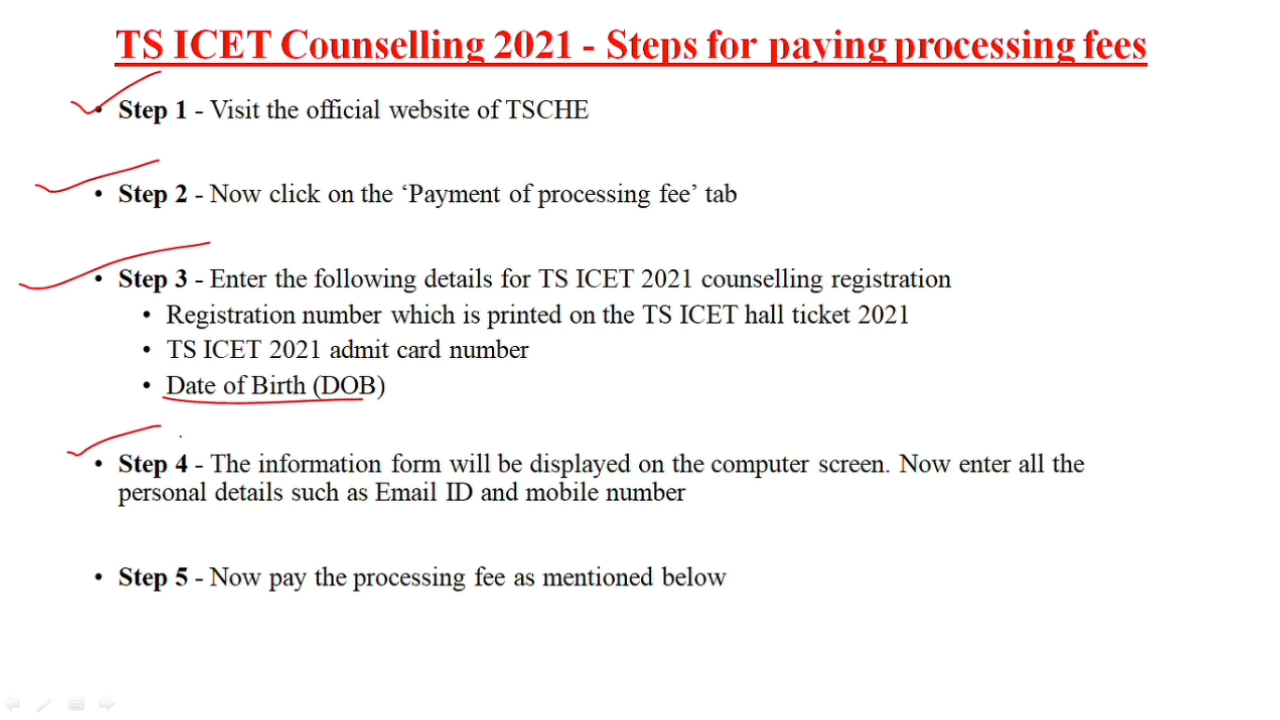 TS ICET Counselling 2021 - Steps for paying processing fees
• Step 1 - Visit the official website of TSCHE
• Step 2 - Now click on the ‘Payment of processing fee’ tab
• Step 3 - Enter the following details for TS ICET 2021 counselling registration
• Registration number which is printed on the TS ICET hall ticket 2021
• TS ICET 2021 admit card number
• Date of Birth (DOB)
• Step 4 - The information form will be displayed on the computer screen. Now enter all the
personal details such as Email ID and mobile number
• Step 5 - Now pay the processing fee as mentioned below